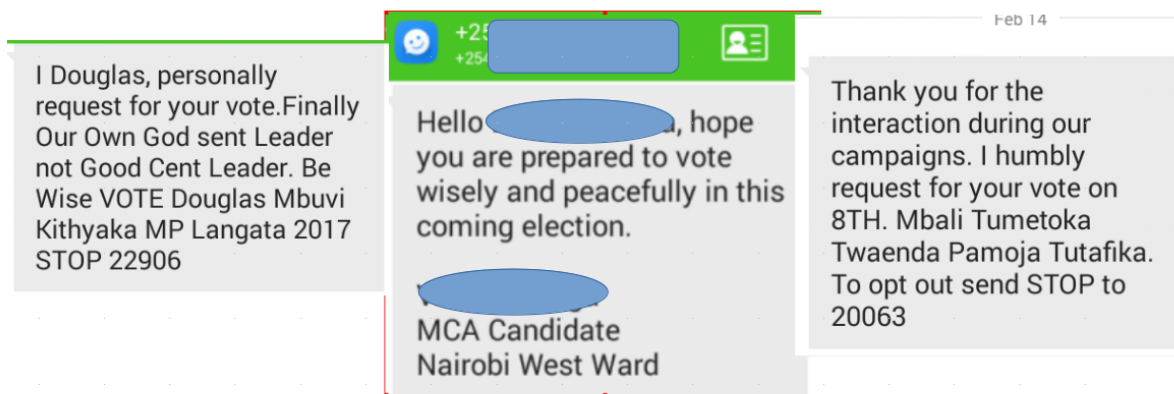 I Douglas, personally
request for your vote.Finally
Our Own God sent Leader
not Good Cent Leader. Be
Wise VOTE Douglas Mbuvi
Kithyaka MP Langata 2017
STOP 22906
+25
+254
Hello a, hope
you are prepared to vote
wisely and peacefully in this
coming election.
MCA Candidate
Nairobi West Ward
Feb 14
Thank you for the
interaction during our
campaigns. I humbly
request for your vote on
8TH. Mbali Tumetoka
Twaenda Pamoja Tutafika.
To opt out send STOP to
20063